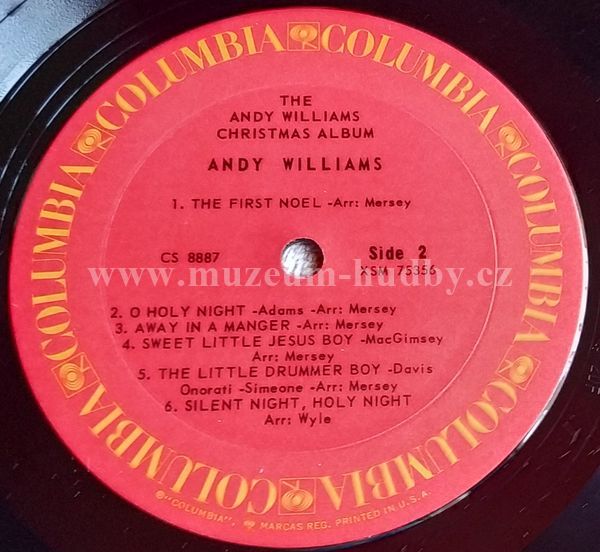 COLUMBIA COLUMBIA COLUMBIA COLUMBIA COLUMBIA COLUMBIA
THE
ANDY WILLIAMS
CHRISTMAS ALBUM
ANDY WILLIAMS
1. THE FIRST NOEL -Arr: Mersey
CS 8887
Side 2
XSM 75356
www.muzeum-hudby.cz
2. O HOLY NIGHT -Adams -Arr: Mersey
3. AWAY IN A MANGER -Arr: Mersey
4. SWEET LITTLE JESUS BOY -MacGimsey
Arr: Mersey
5. THE LITTLE DRUMMER BOY -Davis
Onorati -Simeone -Arr: Mersey
6. SILENT NIGHT, HOLY NIGHT
Arr: Wyle
℗"COLUMBIA", MARCAS REG. PRINTED IN U.S.A.